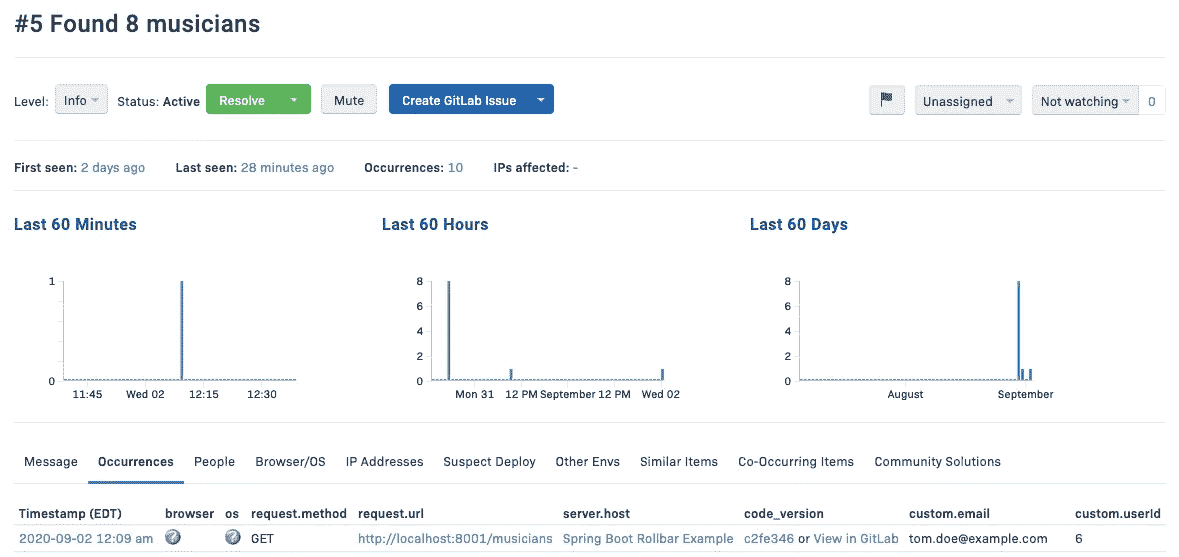 #5 Found 8 musicians
Level: Info Status: Active Resolve Mute Create GitLab Issue Unassigned Not watching 0
First seen: 2 days ago Last seen: 28 minutes ago Occurrences: 10 IPs affected: -
Last 60 Minutes Last 60 Hours Last 60 Days
1 8 8
6 6
4 4
2 2
0 0 0
11:45 Wed 02 12:15 12:30 Mon 31 12 PM September 12 PM Wed 02 August September
Message Occurrences People Browser/OS IP Addresses Suspect Deploy Other Envs Similar Items Co-Occurring Items Community Solutions
Timestamp (EDT) browser os request.method request.url server.host code_version custom.email custom.userId
2020-09-02 12:09 am ? ? GET http://localhost:8001/musicians Spring Boot Rollbar Example c2fe346 or View in GitLab tom.doe@example.com 6